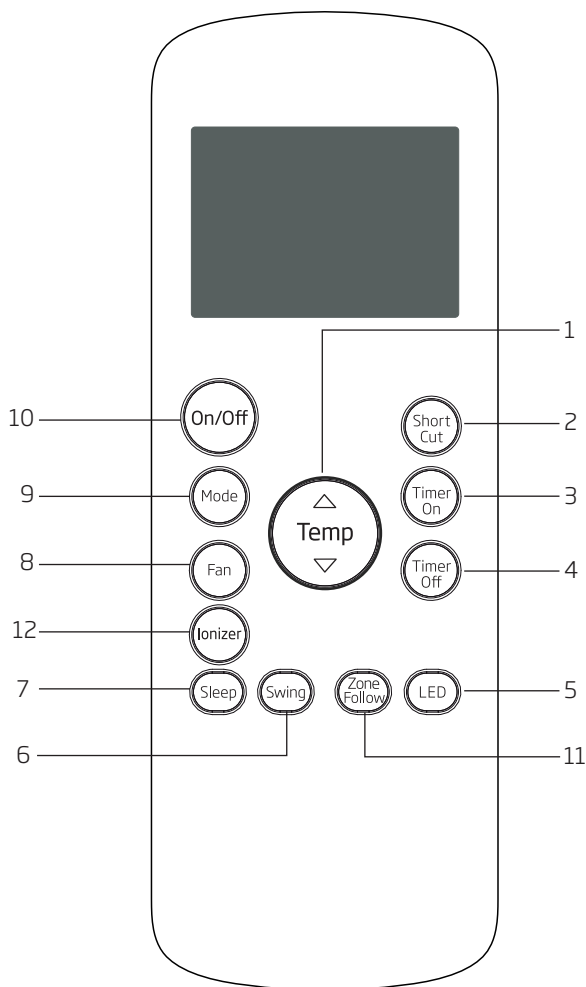 1
10
On/Off
Short
Cut
2
9
Mode
Temp
Timer
On
3
8
Fan
Timer
Off
4
12
Ionizer
7
Sleep
Swing
Zone
Follow
LED
5
6
11